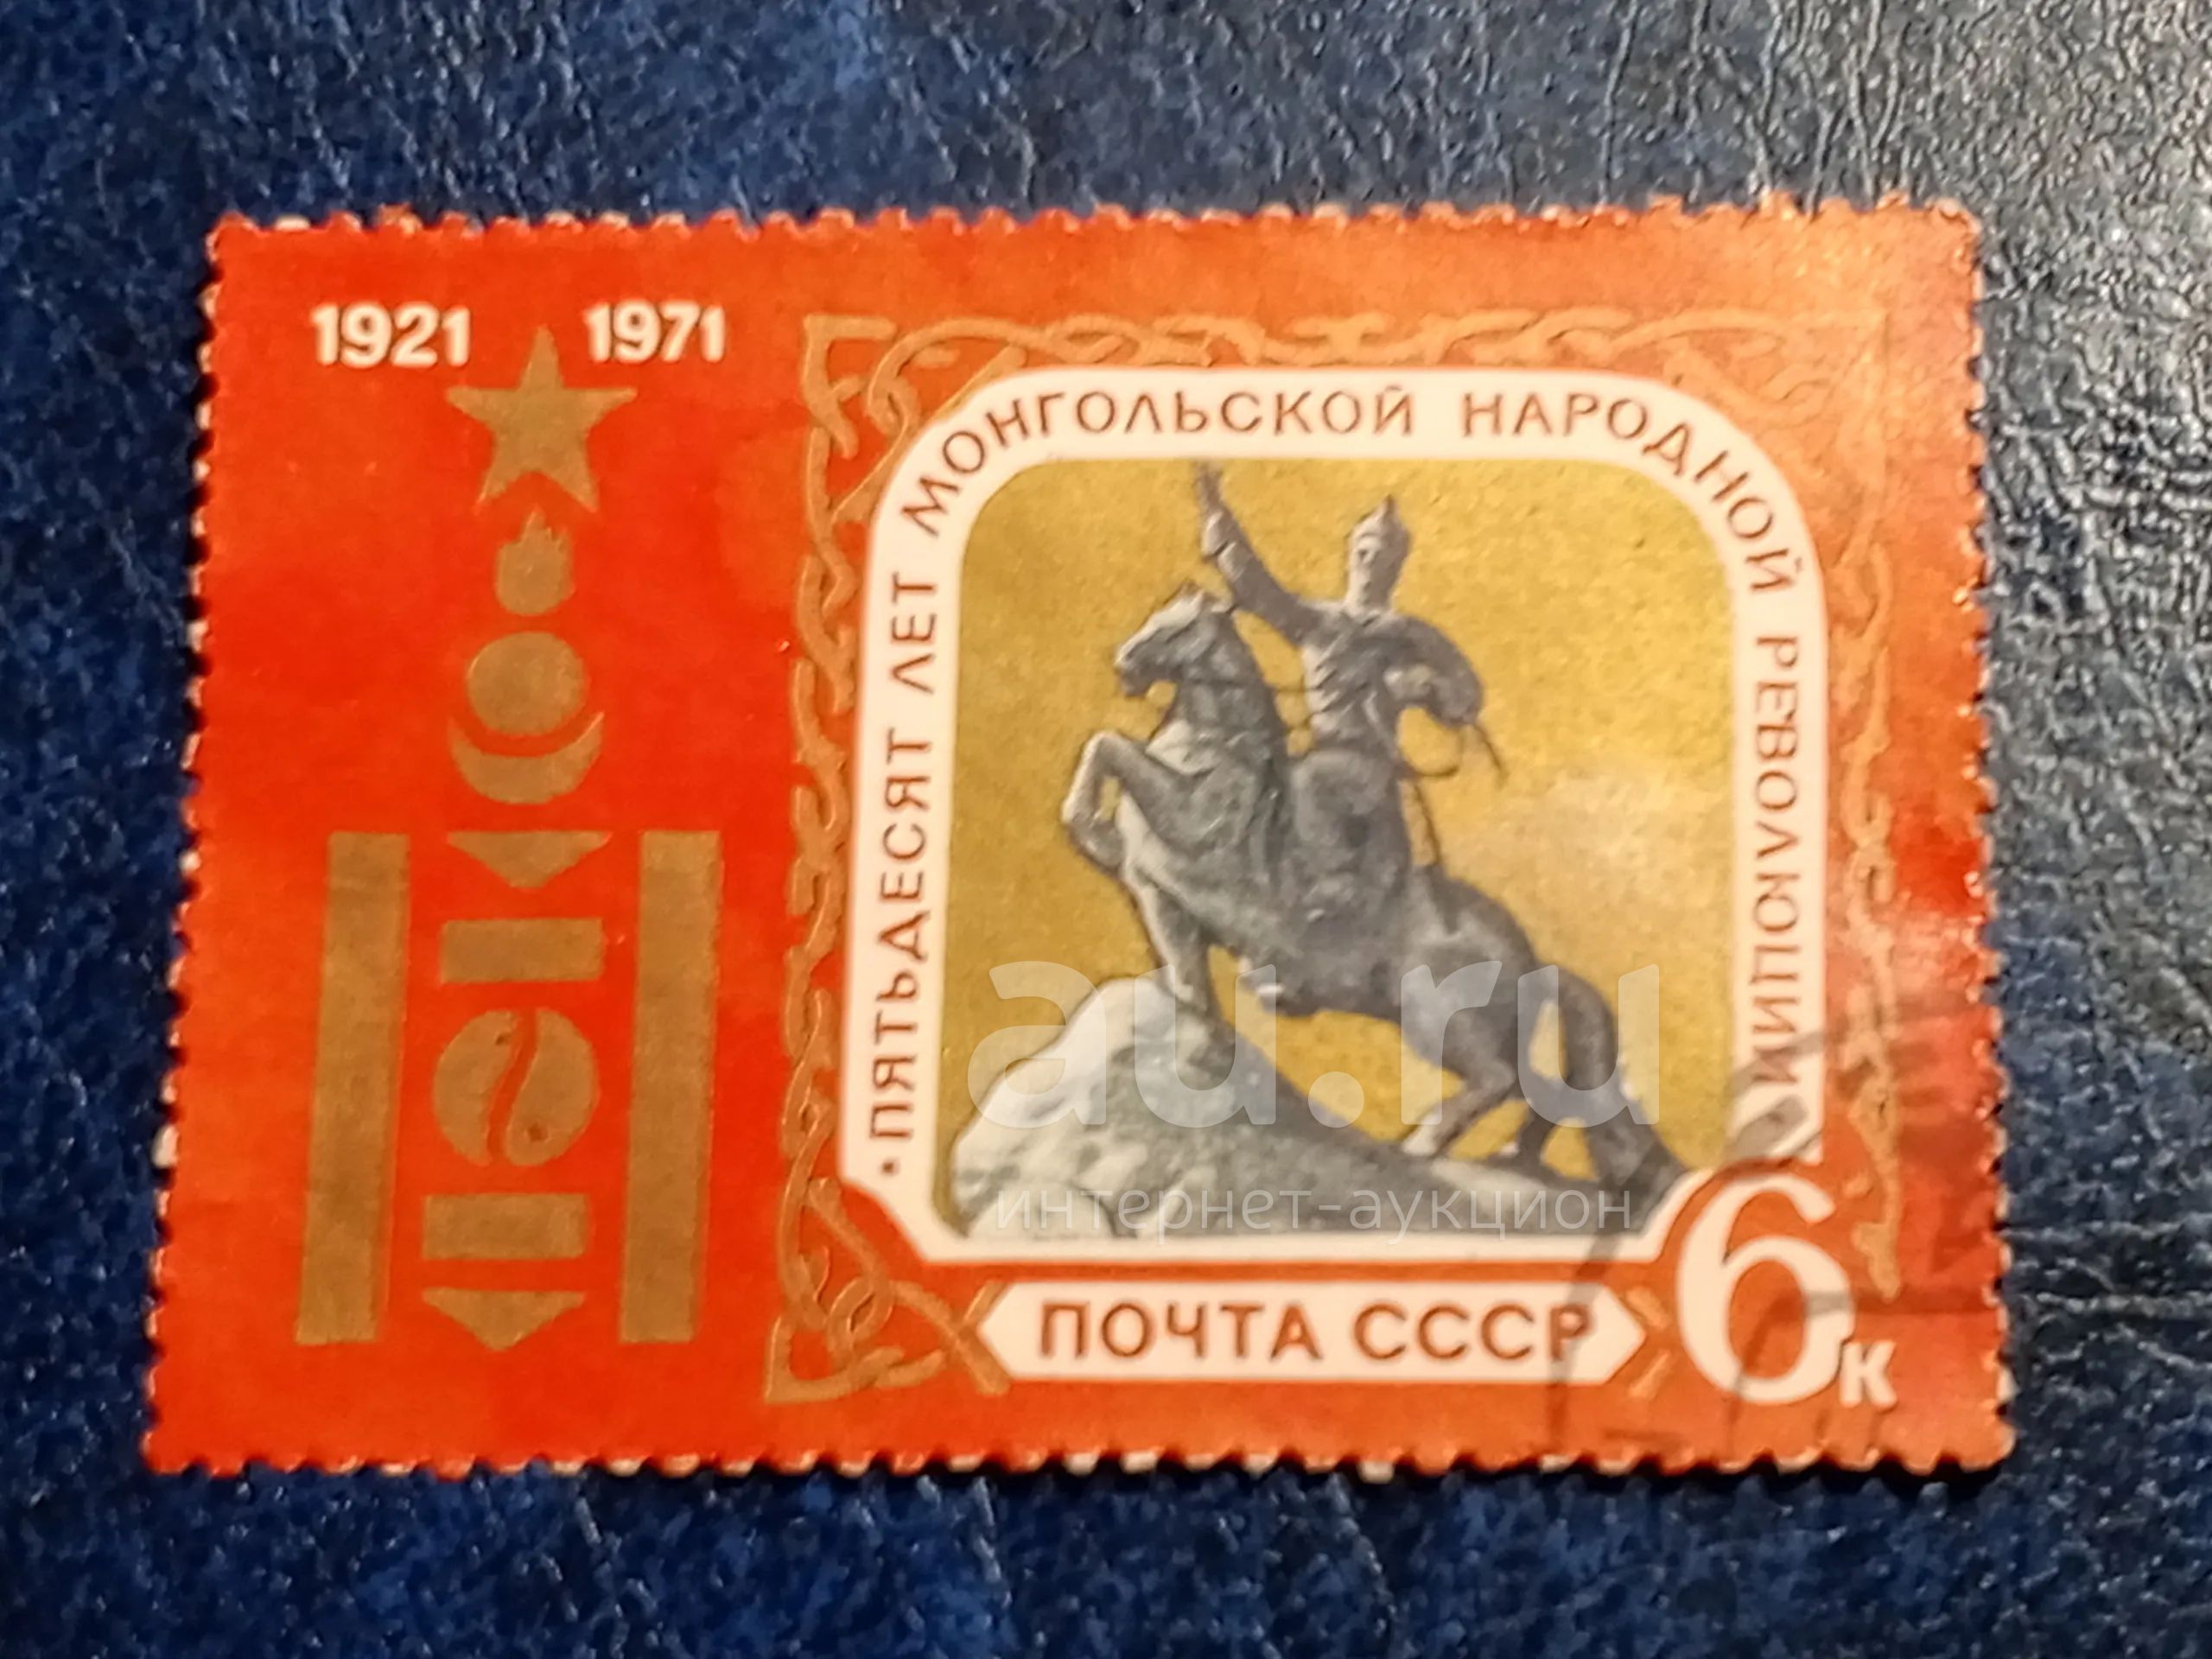 1921 1971
· ПЯТЬДЕСЯТ ЛЕТ МОНГОЛЬСКОЙ НАРОДНОЙ РЕВОЛЮЦИИ
au.ru
интернет-аукцион
ПОЧТА СССР
6к